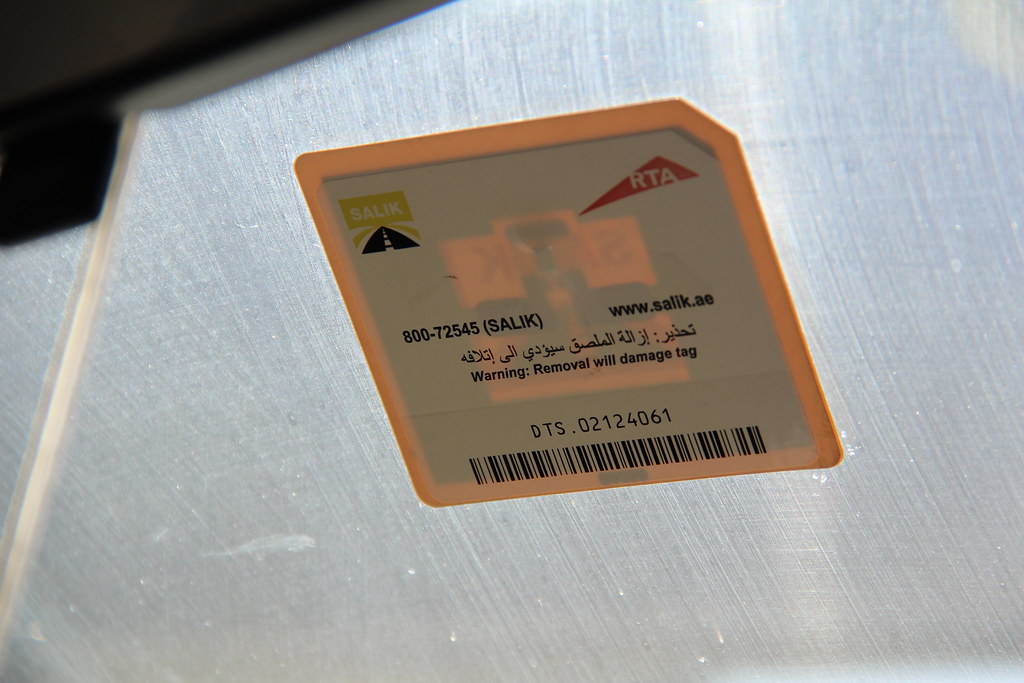 SALIK
RTA
800-72545 (SALIK)
www.salik.ae
تحذير: إزالة الملصق سيؤدي الى إتلافه
Warning: Removal will damage tag
DTS.02124061